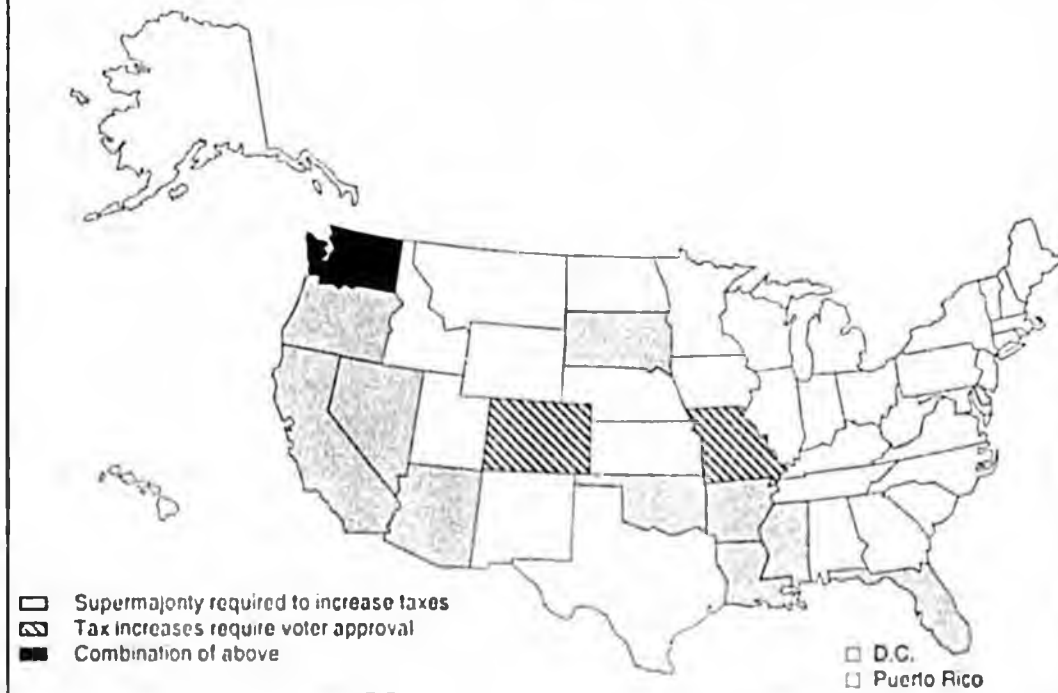 Supermajority required to increase taxes
Tax increases require voter approval
Combination of above
D.C.
Puerto Rico